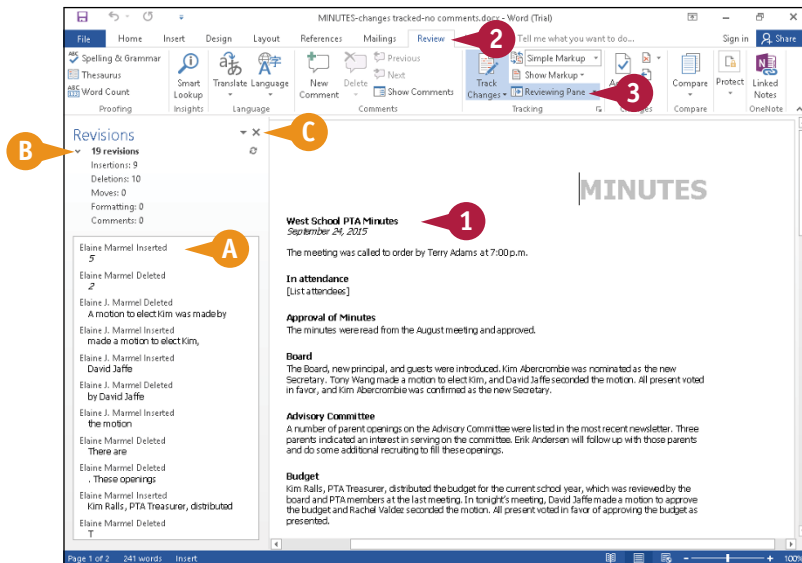 MINUTES-changes tracked-no comments.docx - Word (Trial)
File Home Insert Design Layout References Mailings Review 2 Tell me what you want to do... Sign in Share
ABC Spelling & Grammar
Thesaurus
ABC 123 Word Count
Proofing
Smart Lookup
Insights
Translate Language
Language
New Comment
Delete
Previous
Next
Show Comments
Comments
Track Changes
Simple Markup
Show Markup
Reviewing Pane
3
Tracking
Changes
Compare
Compare
Protect
Linked Notes
OneNote
Revisions
C
B
19 revisions
Insertions: 9
Deletions: 10
Moves: 0
Formatting: 0
Comments: 0
A
Elaine Marmel Inserted
5
Elaine Marmel Deleted
2
Elaine J. Marmel Deleted
A motion to elect Kim was made by
Elaine J. Marmel Inserted
made a motion to elect Kim,
Elaine J. Marmel Inserted
David Jaffe
Elaine J. Marmel Deleted
by David Jaffe
Elaine J. Marmel Inserted
the motion
Elaine Marmel Deleted
There are
Elaine Marmel Deleted
. These openings
Elaine Marmel Inserted
Kim Ralls, PTA Treasurer, distributed
Elaine Marmel Deleted
T
MINUTES
West School PTA Minutes
1
September 24, 2015
The meeting was called to order by Terry Adams at 7:00 p.m.
In attendance
[List attendees]
Approval of Minutes
The minutes were read from the August meeting and approved.
Board
The Board, new principal, and guests were introduced. Kim Abercrombie was nominated as the new
Secretary. Tony Wang made a motion to elect Kim, and David Jaffe seconded the motion. All present voted
in favor, and Kim Abercrombie was confirmed as the new Secretary.
Advisory Committee
A number of parent openings on the Advisory Committee were listed in the most recent newsletter. Three
parents indicated an interest in serving on the committee. Erik Andersen will follow up with those parents
and do some additional recruiting to fill these openings.
Budget
Kim Ralls, PTA Treasurer, distributed the budget for the current school year, which was reviewed by the
board and PTA members at the last meeting. In tonight's meeting, David Jaffe made a motion to approve
the budget and Rachel Valdez seconded the motion. All present voted in favor of approving the budget as
presented.
Page 1 of 2 241 words Insert 100%